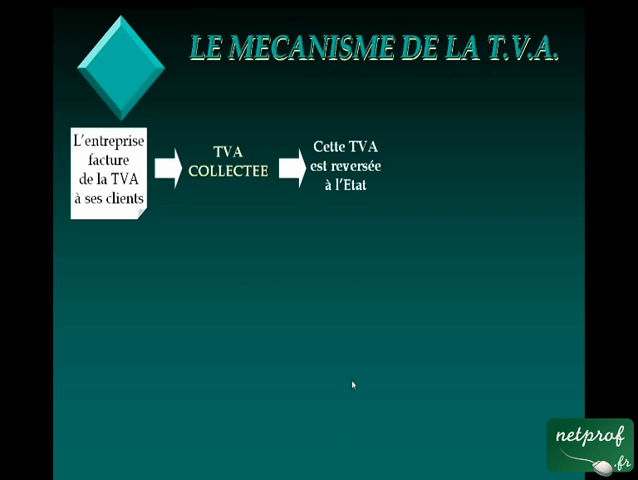 LE MECANISME DE LA T.V.A.
L'entreprise
facture
de la TVA
à ses clients
TVA
COLLECTEE
Cette TVA
est reversée
à l'Etat
netprof
.fr